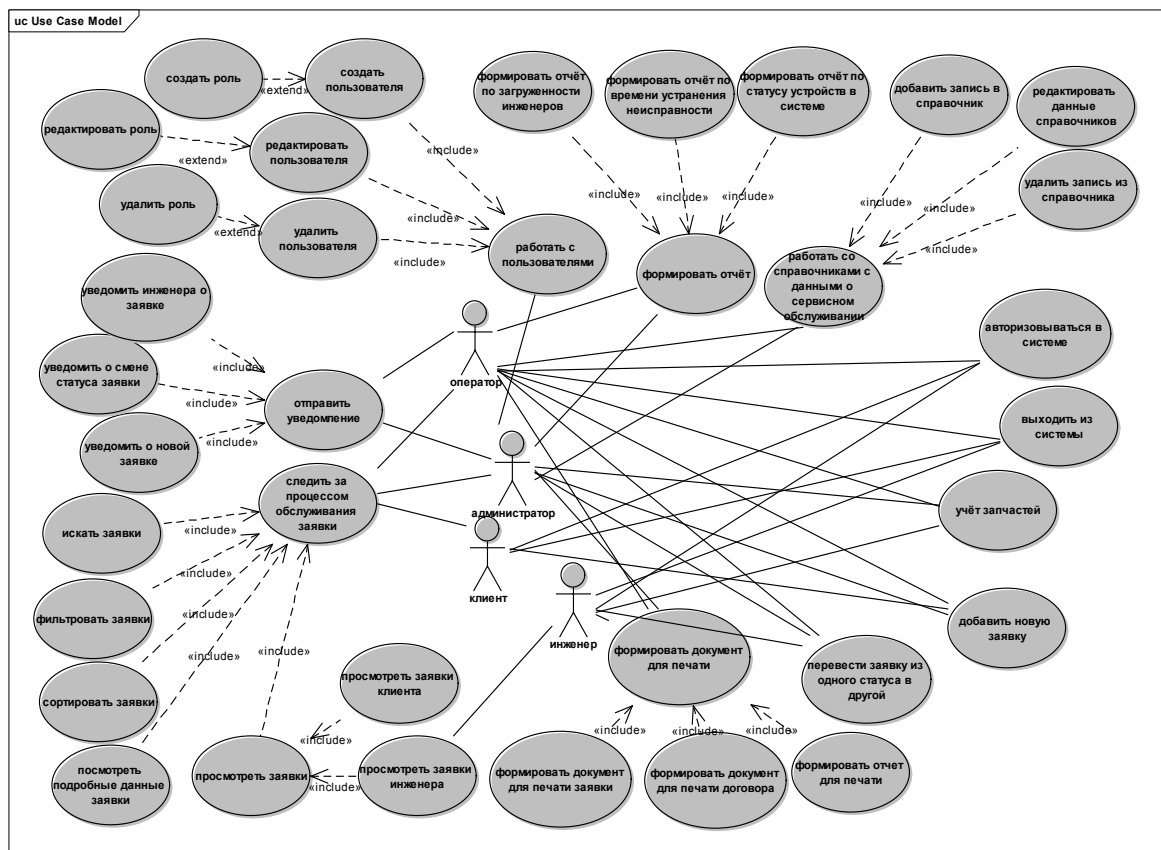 uc Use Case Model
создать роль
«extend»
создать
пользователя
формировать отчёт
по загруженности
инженеров
формировать отчёт по
времени устранения
неисправности
формировать отчёт по
статусу устройств в
системе
добавить запись в
справочник
редактировать
данные
справочников
редактировать роль
«extend»
редактировать
пользователя
«include»
удалить запись из
справочника
удалить роль
«extend»
удалить
пользователя
«include»
«include»
«include»
«include»
«include»
«include»
«include»
«include»
работать с
пользователями
формировать отчёт
работать со
справочниками с
данными о
сервисном
обслуживании
уведомить инженера о
заявке
«include»
оператор
авторизовываться в
системе
уведомить о смене
статуса заявки
«include»
отправить
уведомление
выходить из
системы
уведомить о новой
заявке
«include»
следить за
процессом
обслуживания
заявки
администратор
учёт запчастей
искать заявки
«include»
клиент
фильтровать заявки
«include»
инженер
добавить новую
заявку
«include»
сортировать заявки
«include»
«include»
просмотреть заявки
клиента
формировать документ
для печати
перевести заявку из
одного статуса в
другой
посмотреть
подробные данные
заявки
просмотреть заявки
«include»
«include»
просмотреть заявки
инженера
«include»
«include»
«include»
формировать документ
для печати заявки
формировать документ
для печати договора
формировать отчет
для печати